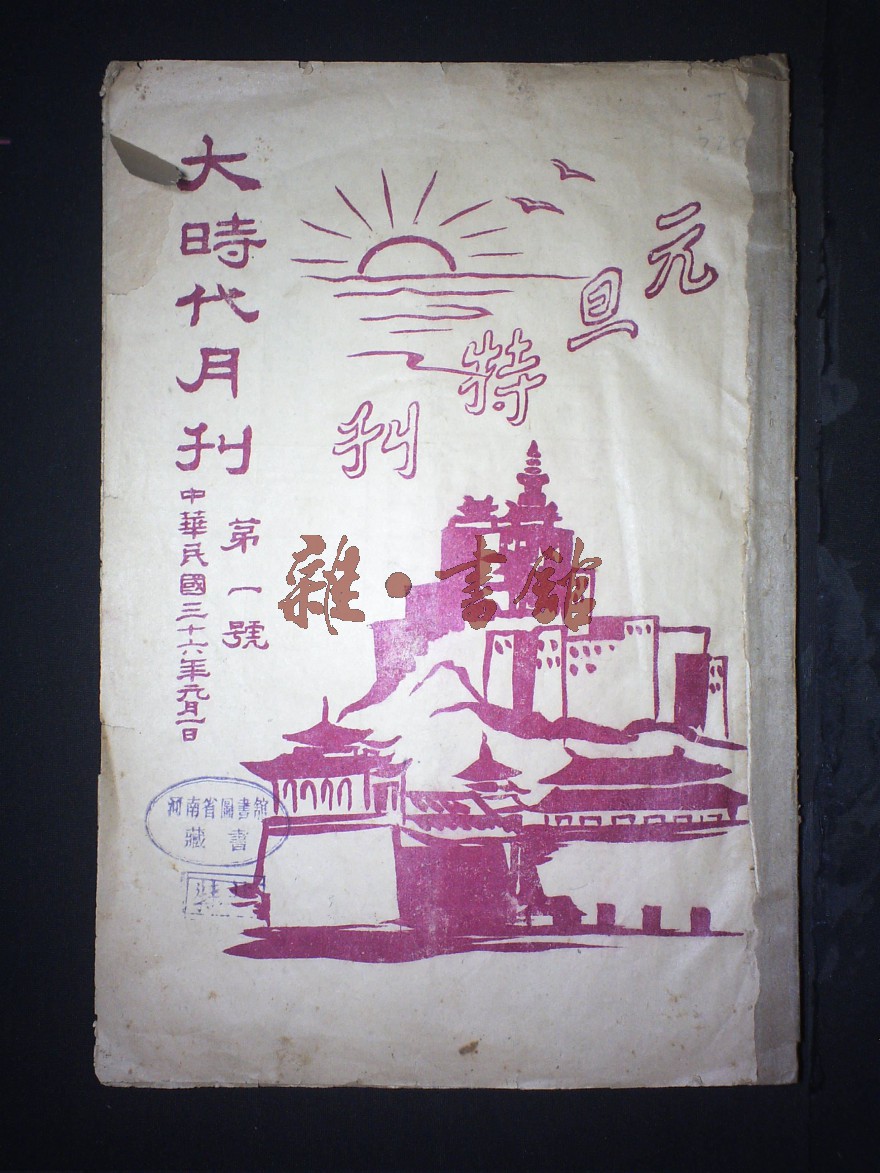 元旦特刊
大時代月刊
第一號
中華民國三十六年元月一日
雜·書館
河南省圖書館
藏書